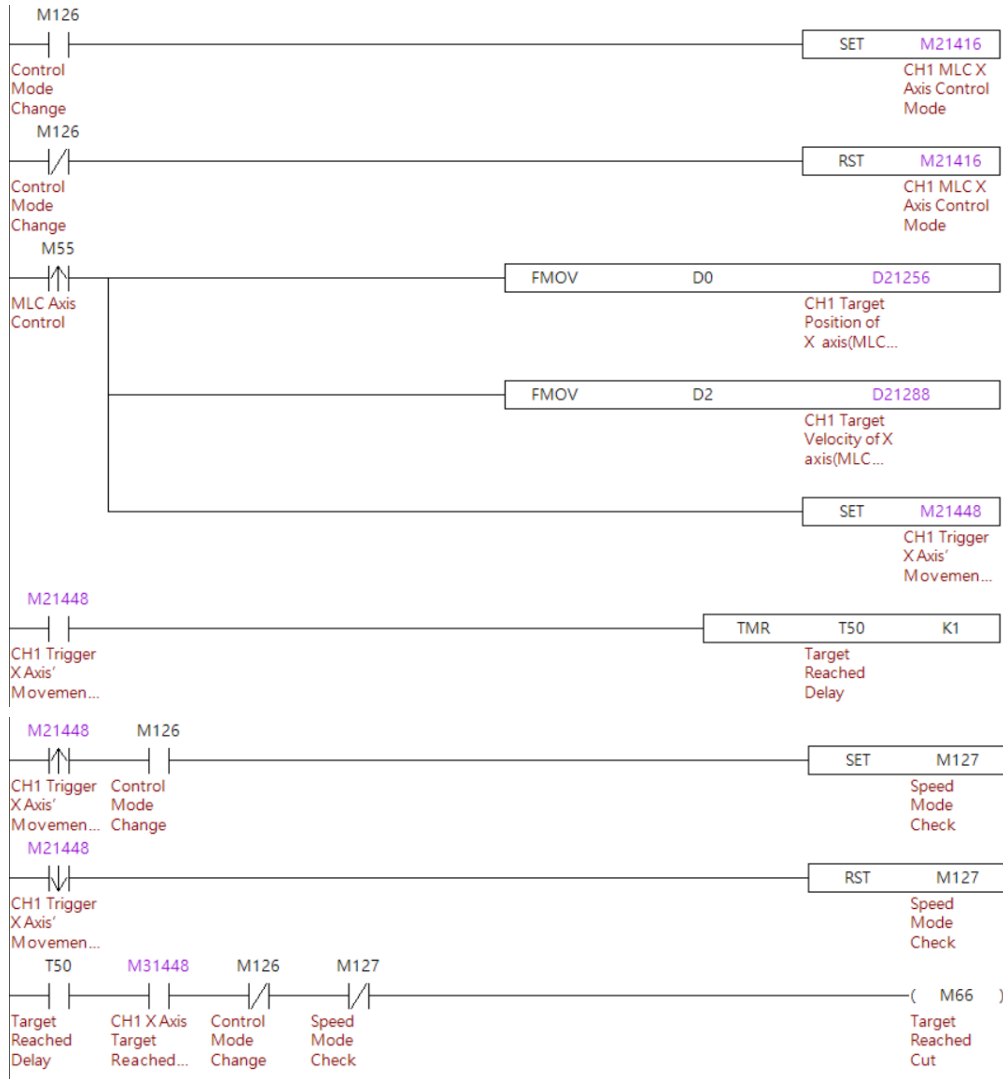 M126
SET M21416
Control
Mode
Change
CH1 MLC X
Axis Control
Mode
M126
RST M21416
Control
Mode
Change
CH1 MLC X
Axis Control
Mode
M55
FMOV D0 D21256
MLC Axis
Control
CH1 Target
Position of
X axis(MLC...
FMOV D2 D21288
CH1 Target
Velocity of X
axis(MLC...
SET M21448
CH1 Trigger
X Axis'
Movemen...
M21448
TMR T50 K1
CH1 Trigger
X Axis'
Movemen...
Target
Reached
Delay
M21448 M126
SET M127
CH1 Trigger
X Axis'
Movemen...
Control
Mode
Change
Speed
Mode
Check
M21448
RST M127
CH1 Trigger
X Axis'
Movemen...
Speed
Mode
Check
T50 M31448 M126 M127
( M66 )
Target
Reached
Delay
CH1 X Axis
Target
Reached...
Control
Mode
Change
Speed
Mode
Check
Target
Reached
Cut